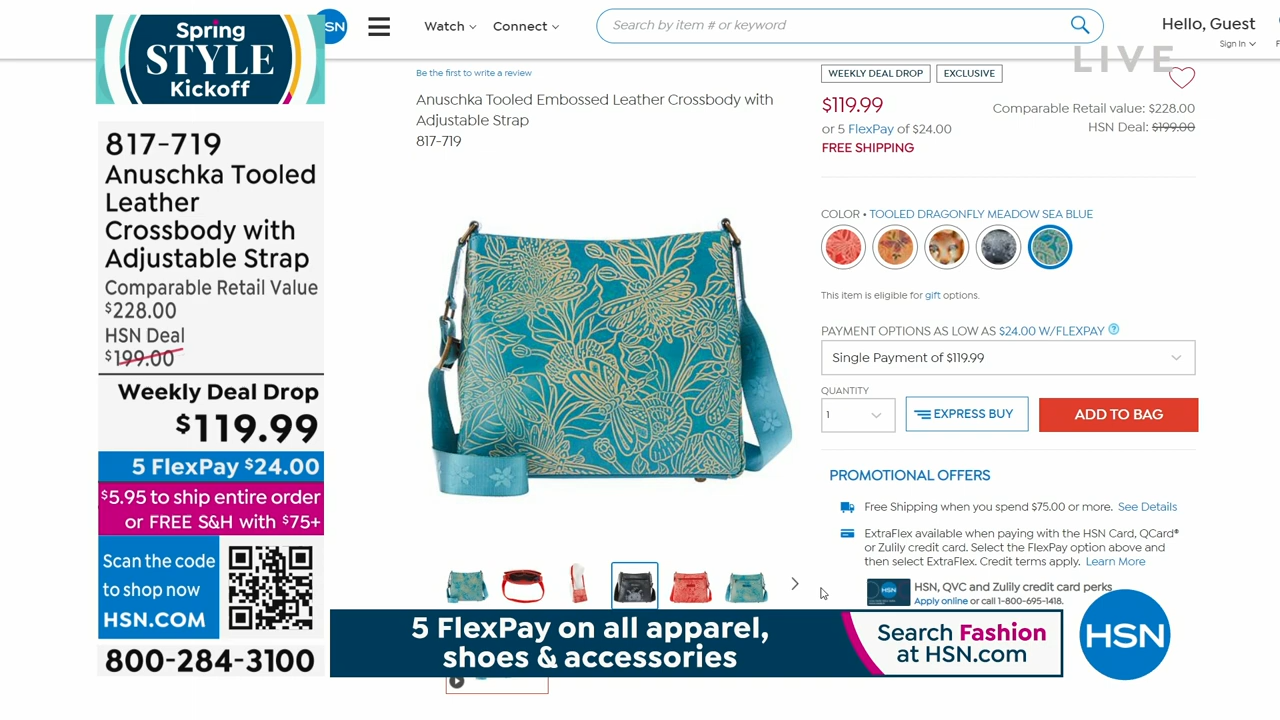 Spring
STYLE
Kickoff
SN
Watch
Connect
Search by item # or keyword
Hello, Guest
Sign In
LIVE
817-719
Anuschka Tooled
Leather
Crossbody with
Adjustable Strap
Comparable Retail Value
$228.00
HSN Deal
$199.00
Weekly Deal Drop
$119.99
5 FlexPay $24.00
$5.95 to ship entire order
or FREE S&H with $75+
Scan the code
to shop now
HSN.COM
800-284-3100
Be the first to write a review
Anuschka Tooled Embossed Leather Crossbody with
Adjustable Strap
817-719
WEEKLY DEAL DROP
EXCLUSIVE
$119.99
Comparable Retail value: $228.00
or 5 FlexPay of $24.00
HSN Deal: $199.00
FREE SHIPPING
COLOR • TOOLED DRAGONFLY MEADOW SEA BLUE
This item is eligible for gift options.
PAYMENT OPTIONS AS LOW AS $24.00 W/FLEXPAY ?
Single Payment of $119.99
QUANTITY
1
EXPRESS BUY
ADD TO BAG
PROMOTIONAL OFFERS
Free Shipping when you spend $75.00 or more. See Details
ExtraFlex available when paying with the HSN Card, QCard®
or Zulily credit card. Select the FlexPay option above and
then select ExtraFlex. Credit terms apply. Learn More
HSN
HSN, QVC and Zulily credit card perks
Apply online or call 1-800-695-1418.
5 FlexPay on all apparel,
shoes & accessories
Search Fashion
at HSN.com
HSN